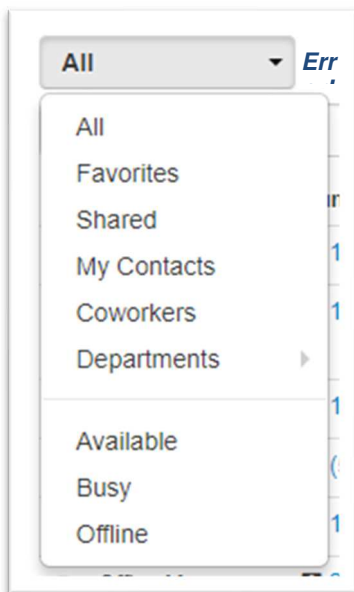 All Err
All
Favorites
Shared
My Contacts
Coworkers
Departments
Available
Busy
Offline